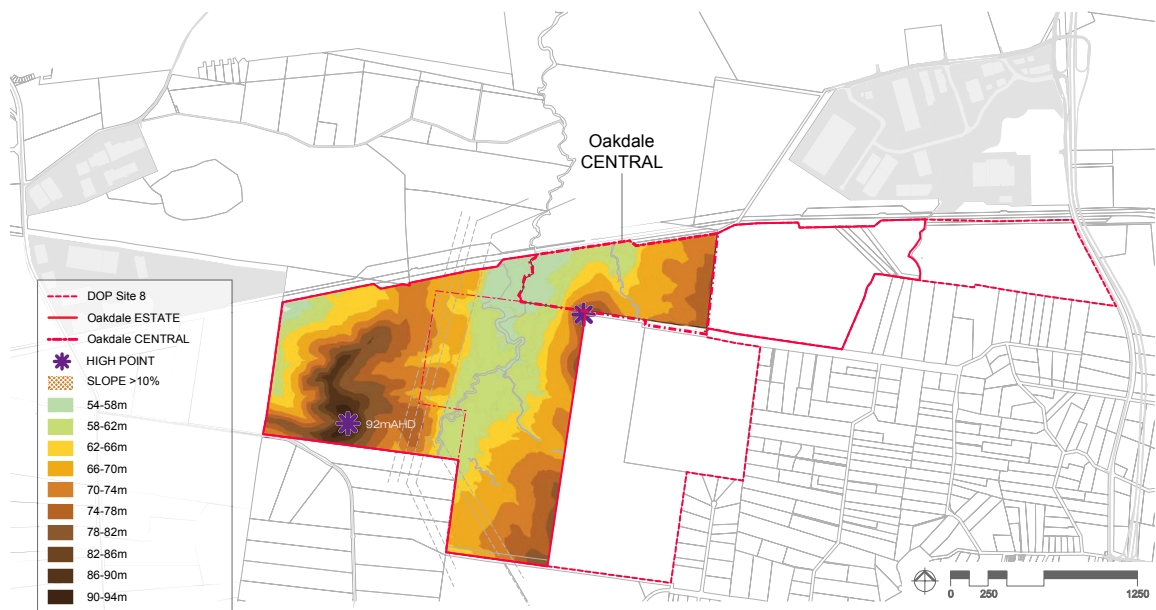 Oakdale
CENTRAL
DOP Site 8
Oakdale ESTATE
Oakdale CENTRAL
HIGH POINT
SLOPE >10%
54-58m
58-62m
62-66m
66-70m
70-74m
74-78m
78-82m
82-86m
86-90m
90-94m
92mAHD
0
250
1250